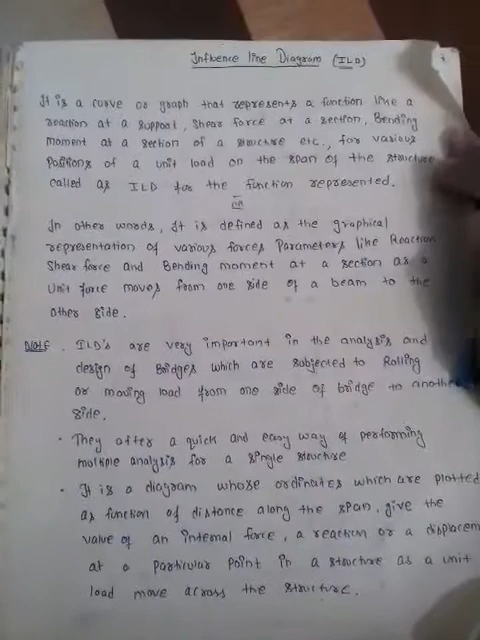 Influence line Diagram (ILD)
It is a curve or graph that represents a function like a
reaction at a support, Shear force at a section, Bending
moment at a section of a structure etc., for various
Positions of a unit load on the span of the structure
called as ILD for the function represented.
or
In other words, It is defined as the graphical
representation of various forces Parameters like Reaction
Shear force and Bending moment at a section as a
Unit force moves from one side of a beam to the
other side.
Note . ILD's are very important in the analysis and
design of Bridges which are subjected to Rolling
or moving load from one side of bridge to another
side.
• They after a quick and easy way of performing
multiple analysis for a single structure
• It is a diagram whose ordinates which are plotted
as function of distance along the span, give the
value of an internal force, a reaction or a displacem
at a particular point in a structure as a unit
load move across the structure.